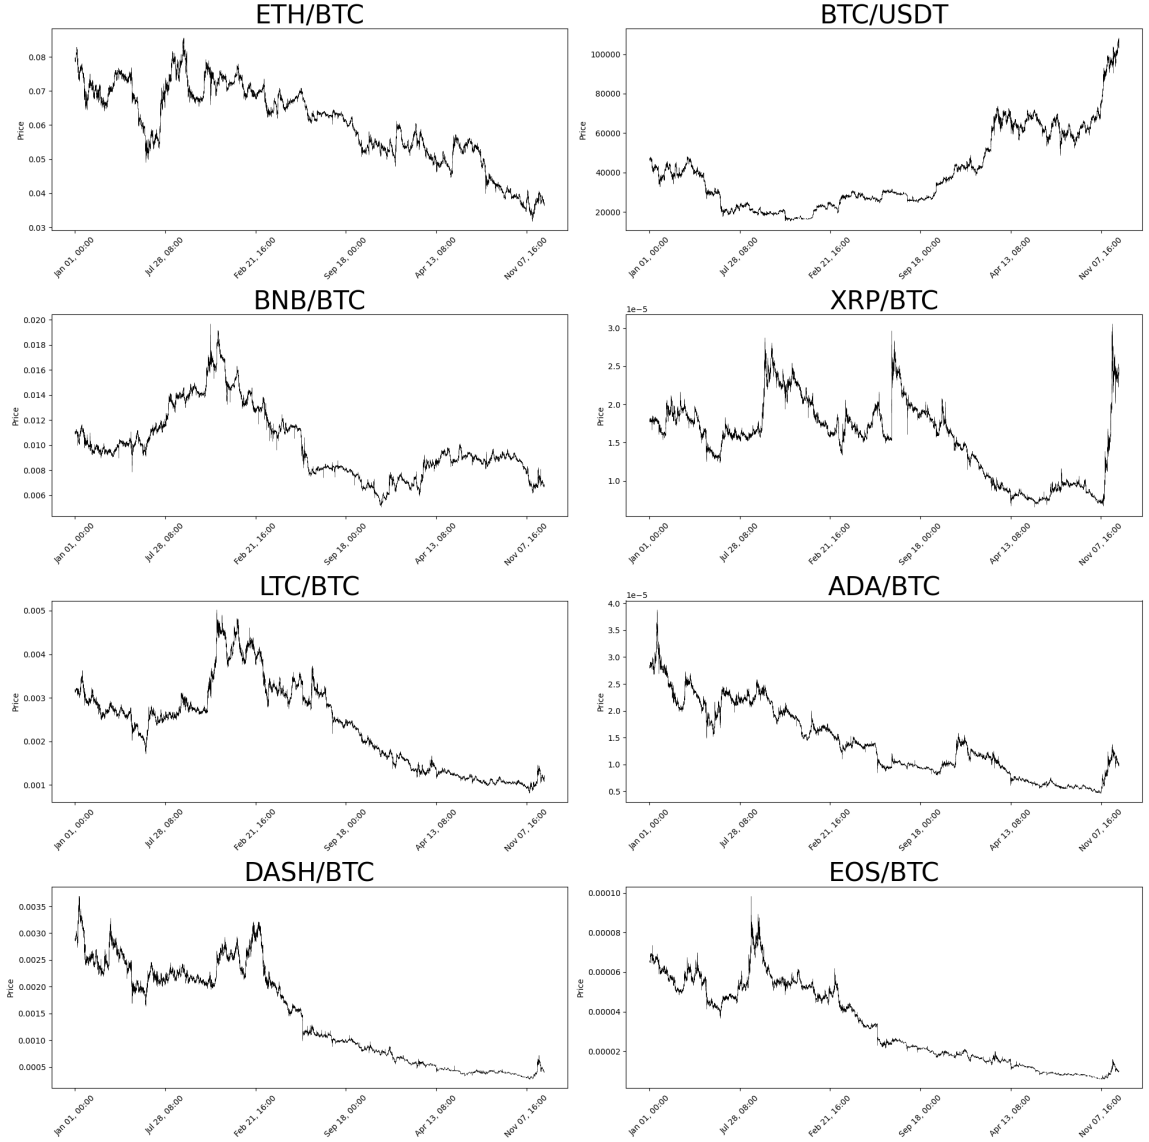 ETH/BTC
Price
0.08
0.07
0.06
0.05
0.04
0.03
Jan 01, 00:00
Jul 28, 08:00
Feb 21, 16:00
Sep 18, 00:00
Apr 13, 08:00
Nov 07, 16:00
BTC/USDT
Price
100000
80000
60000
40000
20000
Jan 01, 00:00
Jul 28, 08:00
Feb 21, 16:00
Sep 18, 00:00
Apr 13, 08:00
Nov 07, 16:00
BNB/BTC
Price
0.020
0.018
0.016
0.014
0.012
0.010
0.008
0.006
Jan 01, 00:00
Jul 28, 08:00
Feb 21, 16:00
Sep 18, 00:00
Apr 13, 08:00
Nov 07, 16:00
XRP/BTC
1e−5
Price
3.0
2.5
2.0
1.5
1.0
Jan 01, 00:00
Jul 28, 08:00
Feb 21, 16:00
Sep 18, 00:00
Apr 13, 08:00
Nov 07, 16:00
LTC/BTC
Price
0.005
0.004
0.003
0.002
0.001
Jan 01, 00:00
Jul 28, 08:00
Feb 21, 16:00
Sep 18, 00:00
Apr 13, 08:00
Nov 07, 16:00
ADA/BTC
1e−5
Price
4.0
3.5
3.0
2.5
2.0
1.5
1.0
0.5
Jan 01, 00:00
Jul 28, 08:00
Feb 21, 16:00
Sep 18, 00:00
Apr 13, 08:00
Nov 07, 16:00
DASH/BTC
Price
0.0035
0.0030
0.0025
0.0020
0.0015
0.0010
0.0005
Jan 01, 00:00
Jul 28, 08:00
Feb 21, 16:00
Sep 18, 00:00
Apr 13, 08:00
Nov 07, 16:00
EOS/BTC
Price
0.00010
0.00008
0.00006
0.00004
0.00002
Jan 01, 00:00
Jul 28, 08:00
Feb 21, 16:00
Sep 18, 00:00
Apr 13, 08:00
Nov 07, 16:00